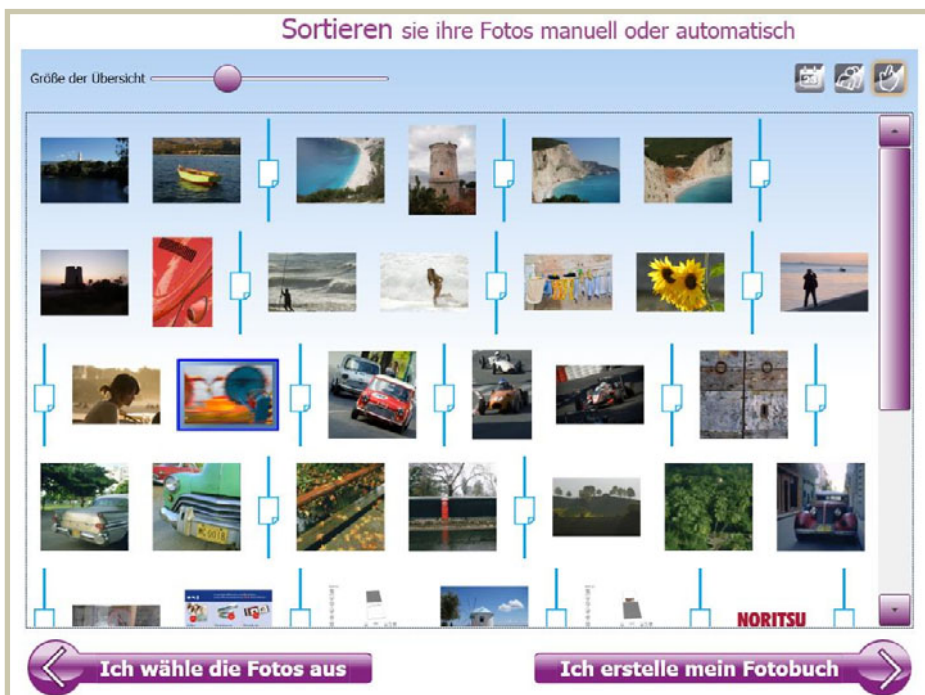 Sortieren sie ihre Fotos manuell oder automatisch
Größe der Übersicht
NORITSU
Ich wähle die Fotos aus
Ich erstelle mein Fotobuch